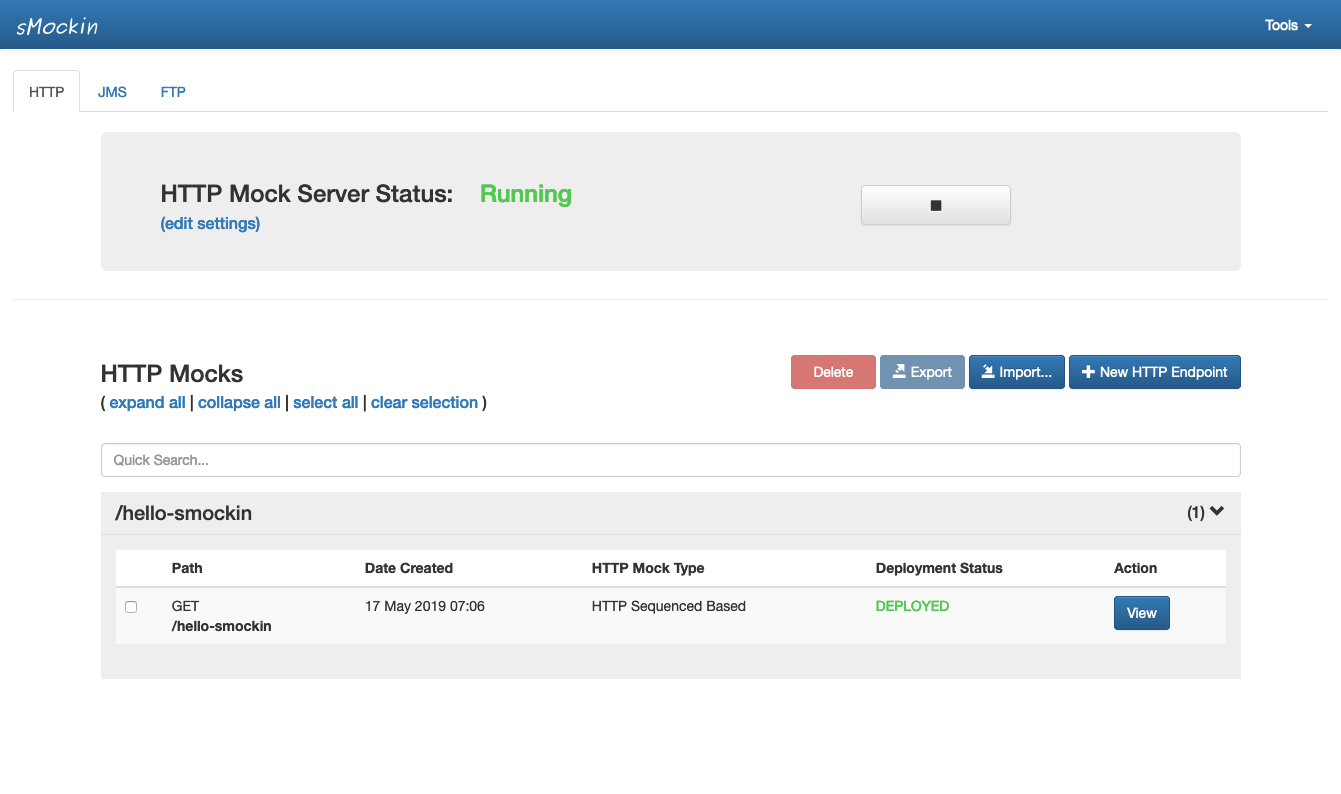 sMockin
Tools
HTTP
JMS
FTP
HTTP Mock Server Status: Running
(edit settings)
HTTP Mocks
Delete
Export
Import...
New HTTP Endpoint
( expand all | collapse all | select all | clear selection )
Quick Search...
/hello-smockin
(1)
Path
Date Created
HTTP Mock Type
Deployment Status
Action
GET
/hello-smockin
17 May 2019 07:06
HTTP Sequenced Based
DEPLOYED
View